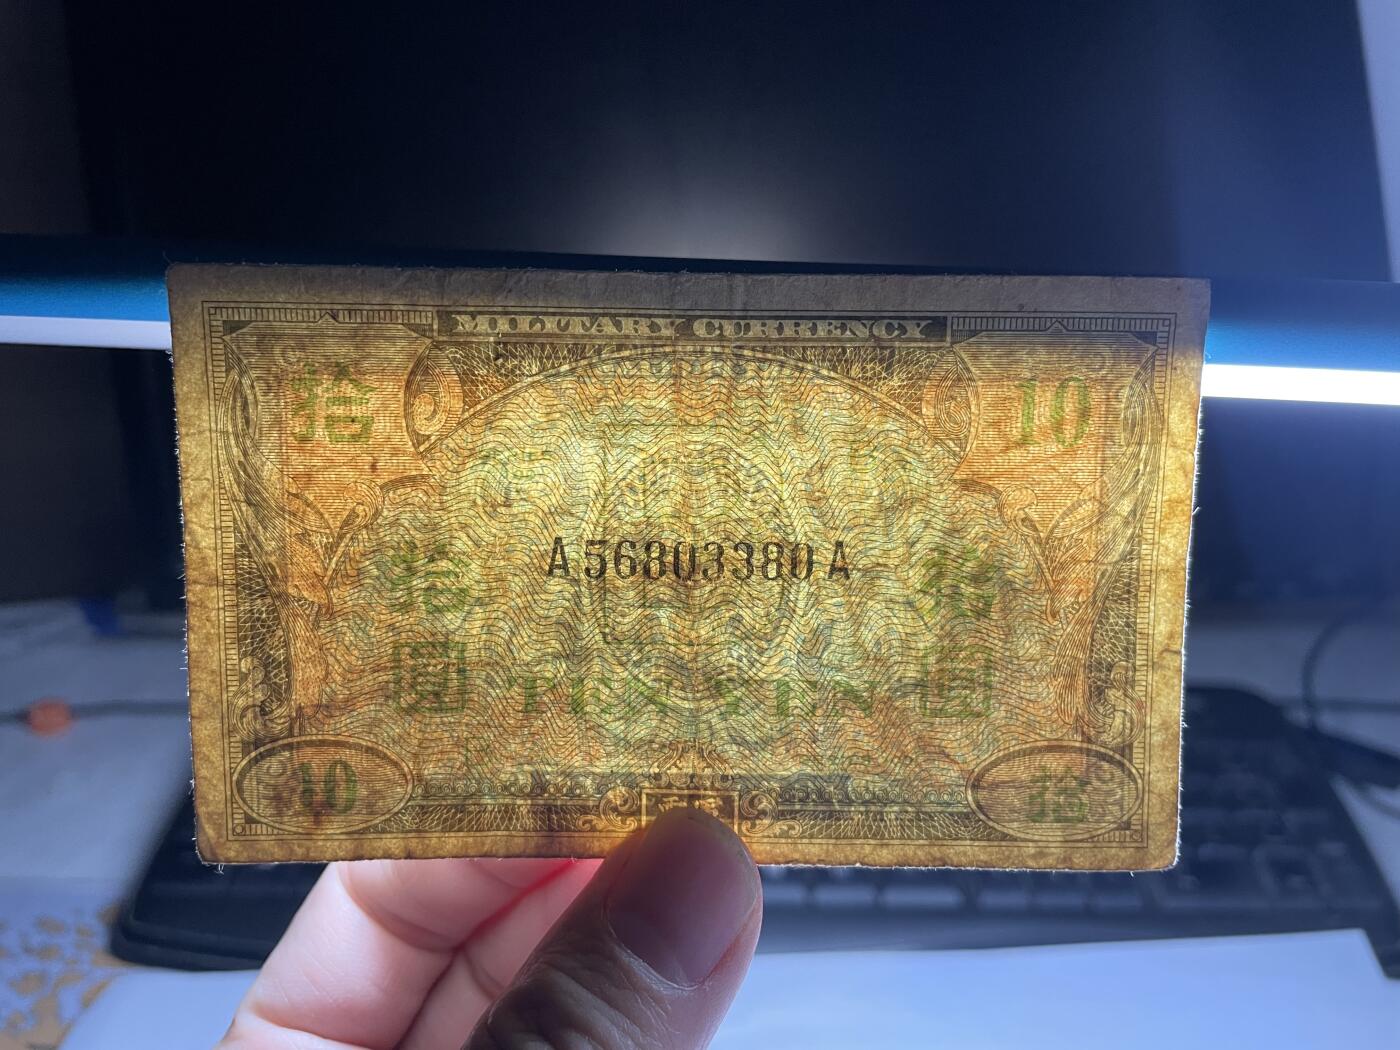 MILITARY CURRENCY
拾 10
A56803380A
拾 拾
圓 TEN YEN 圓
10 拾